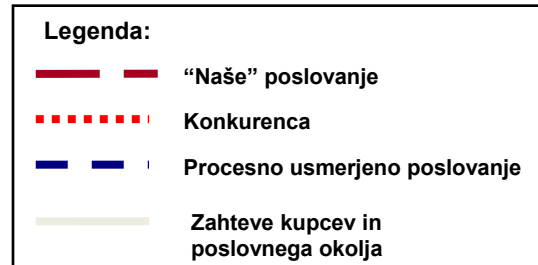 Legenda:
“Naše” poslovanje
Konkurenca
Procesno usmerjeno poslovanje
Zahteve kupcev in
poslovnega okolja